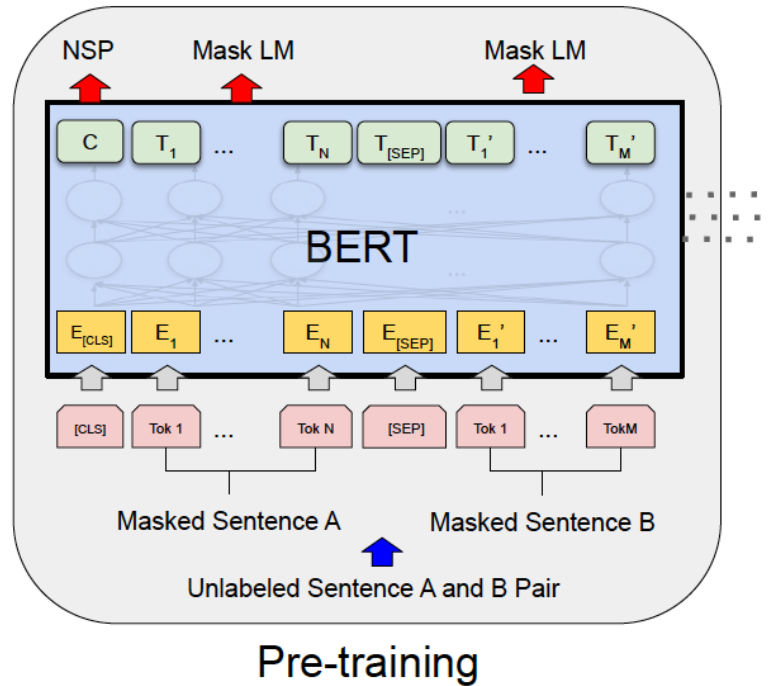 NSP Mask LM Mask LM
C T1 ... TN T[SEP] T1' ... TM'
...
BERT
...
E[CLS] E1 ... EN E[SEP] E1' ... EM'
[CLS] Tok 1 ... Tok N [SEP] Tok 1 ... TokM
Masked Sentence A Masked Sentence B
Unlabeled Sentence A and B Pair
Pre-training